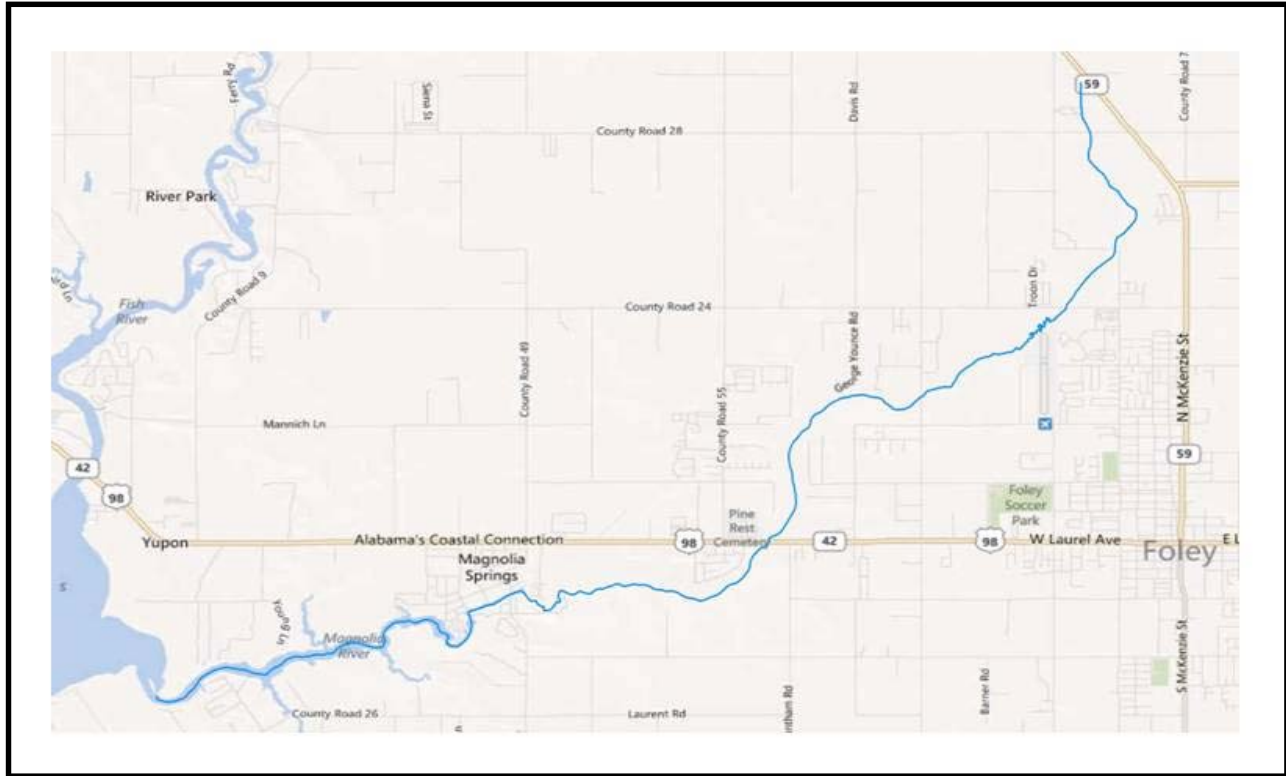 Ferry Rd
Siena St
Davis Rd
59
County Road 7
County Road 28
River Park
Troon Dr
County Road 9
Fish
River
County Road 24
George Younce Rd
County Road 49
County Road 55
N McKenzie St
Mannich Ln
42
98
59
Foley
Soccer
Park
Pine
Rest
Cemetery
Yupon
Alabama's Coastal Connection
98
42
98
W Laurel Ave
E L
Foley
Magnolia
Springs
Young Ln
Magnolia
River
S McKenzie St
Barner Rd
County Road 26
Laurent Rd